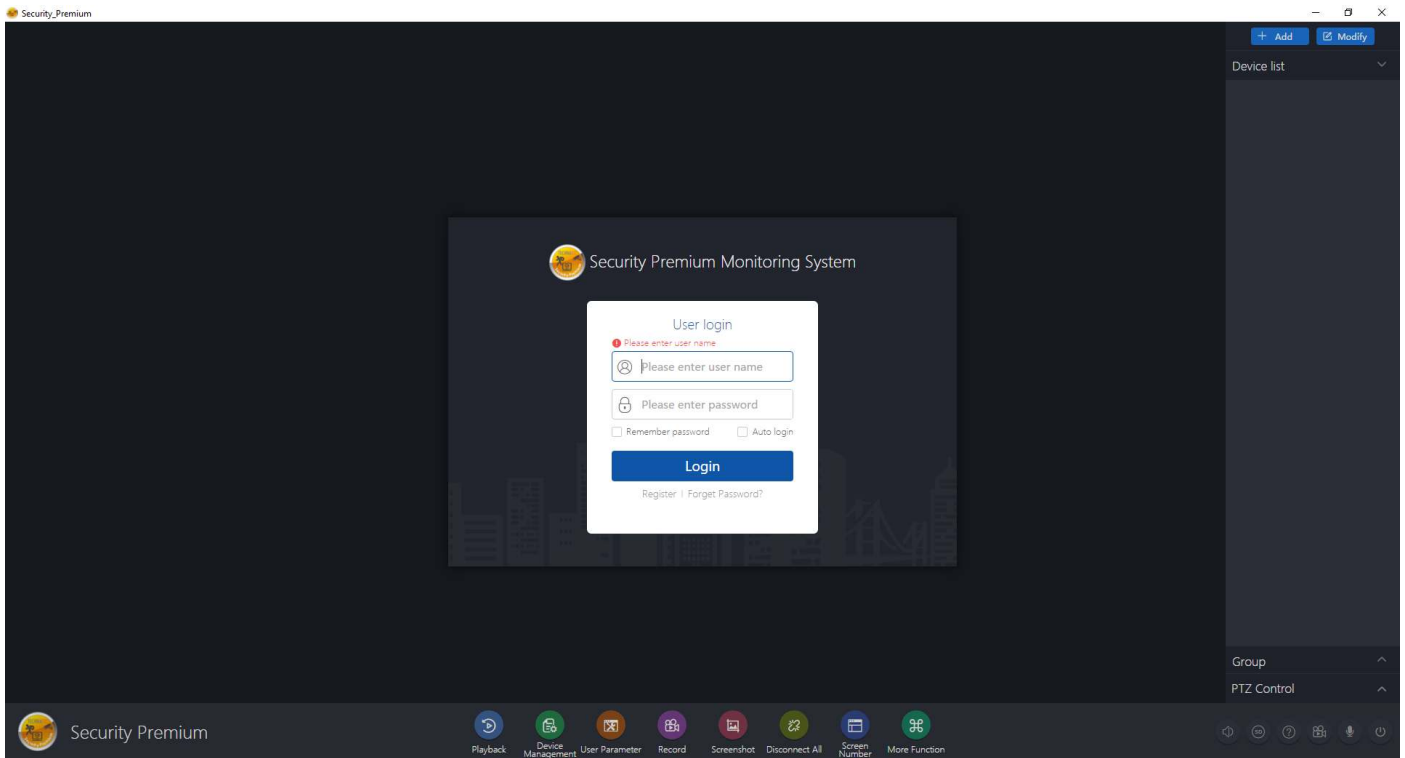 Security_Premium
Add
Modify
Device list
Security Premium Monitoring System
User login
Please enter user name
Please enter user name
Please enter password
Remember password
Auto login
Login
Register | Forget Password?
Group
PTZ Control
Security Premium
Playback
Device Management
User Parameter
Record
Screenshot
Disconnect All
Screen Number
More Function